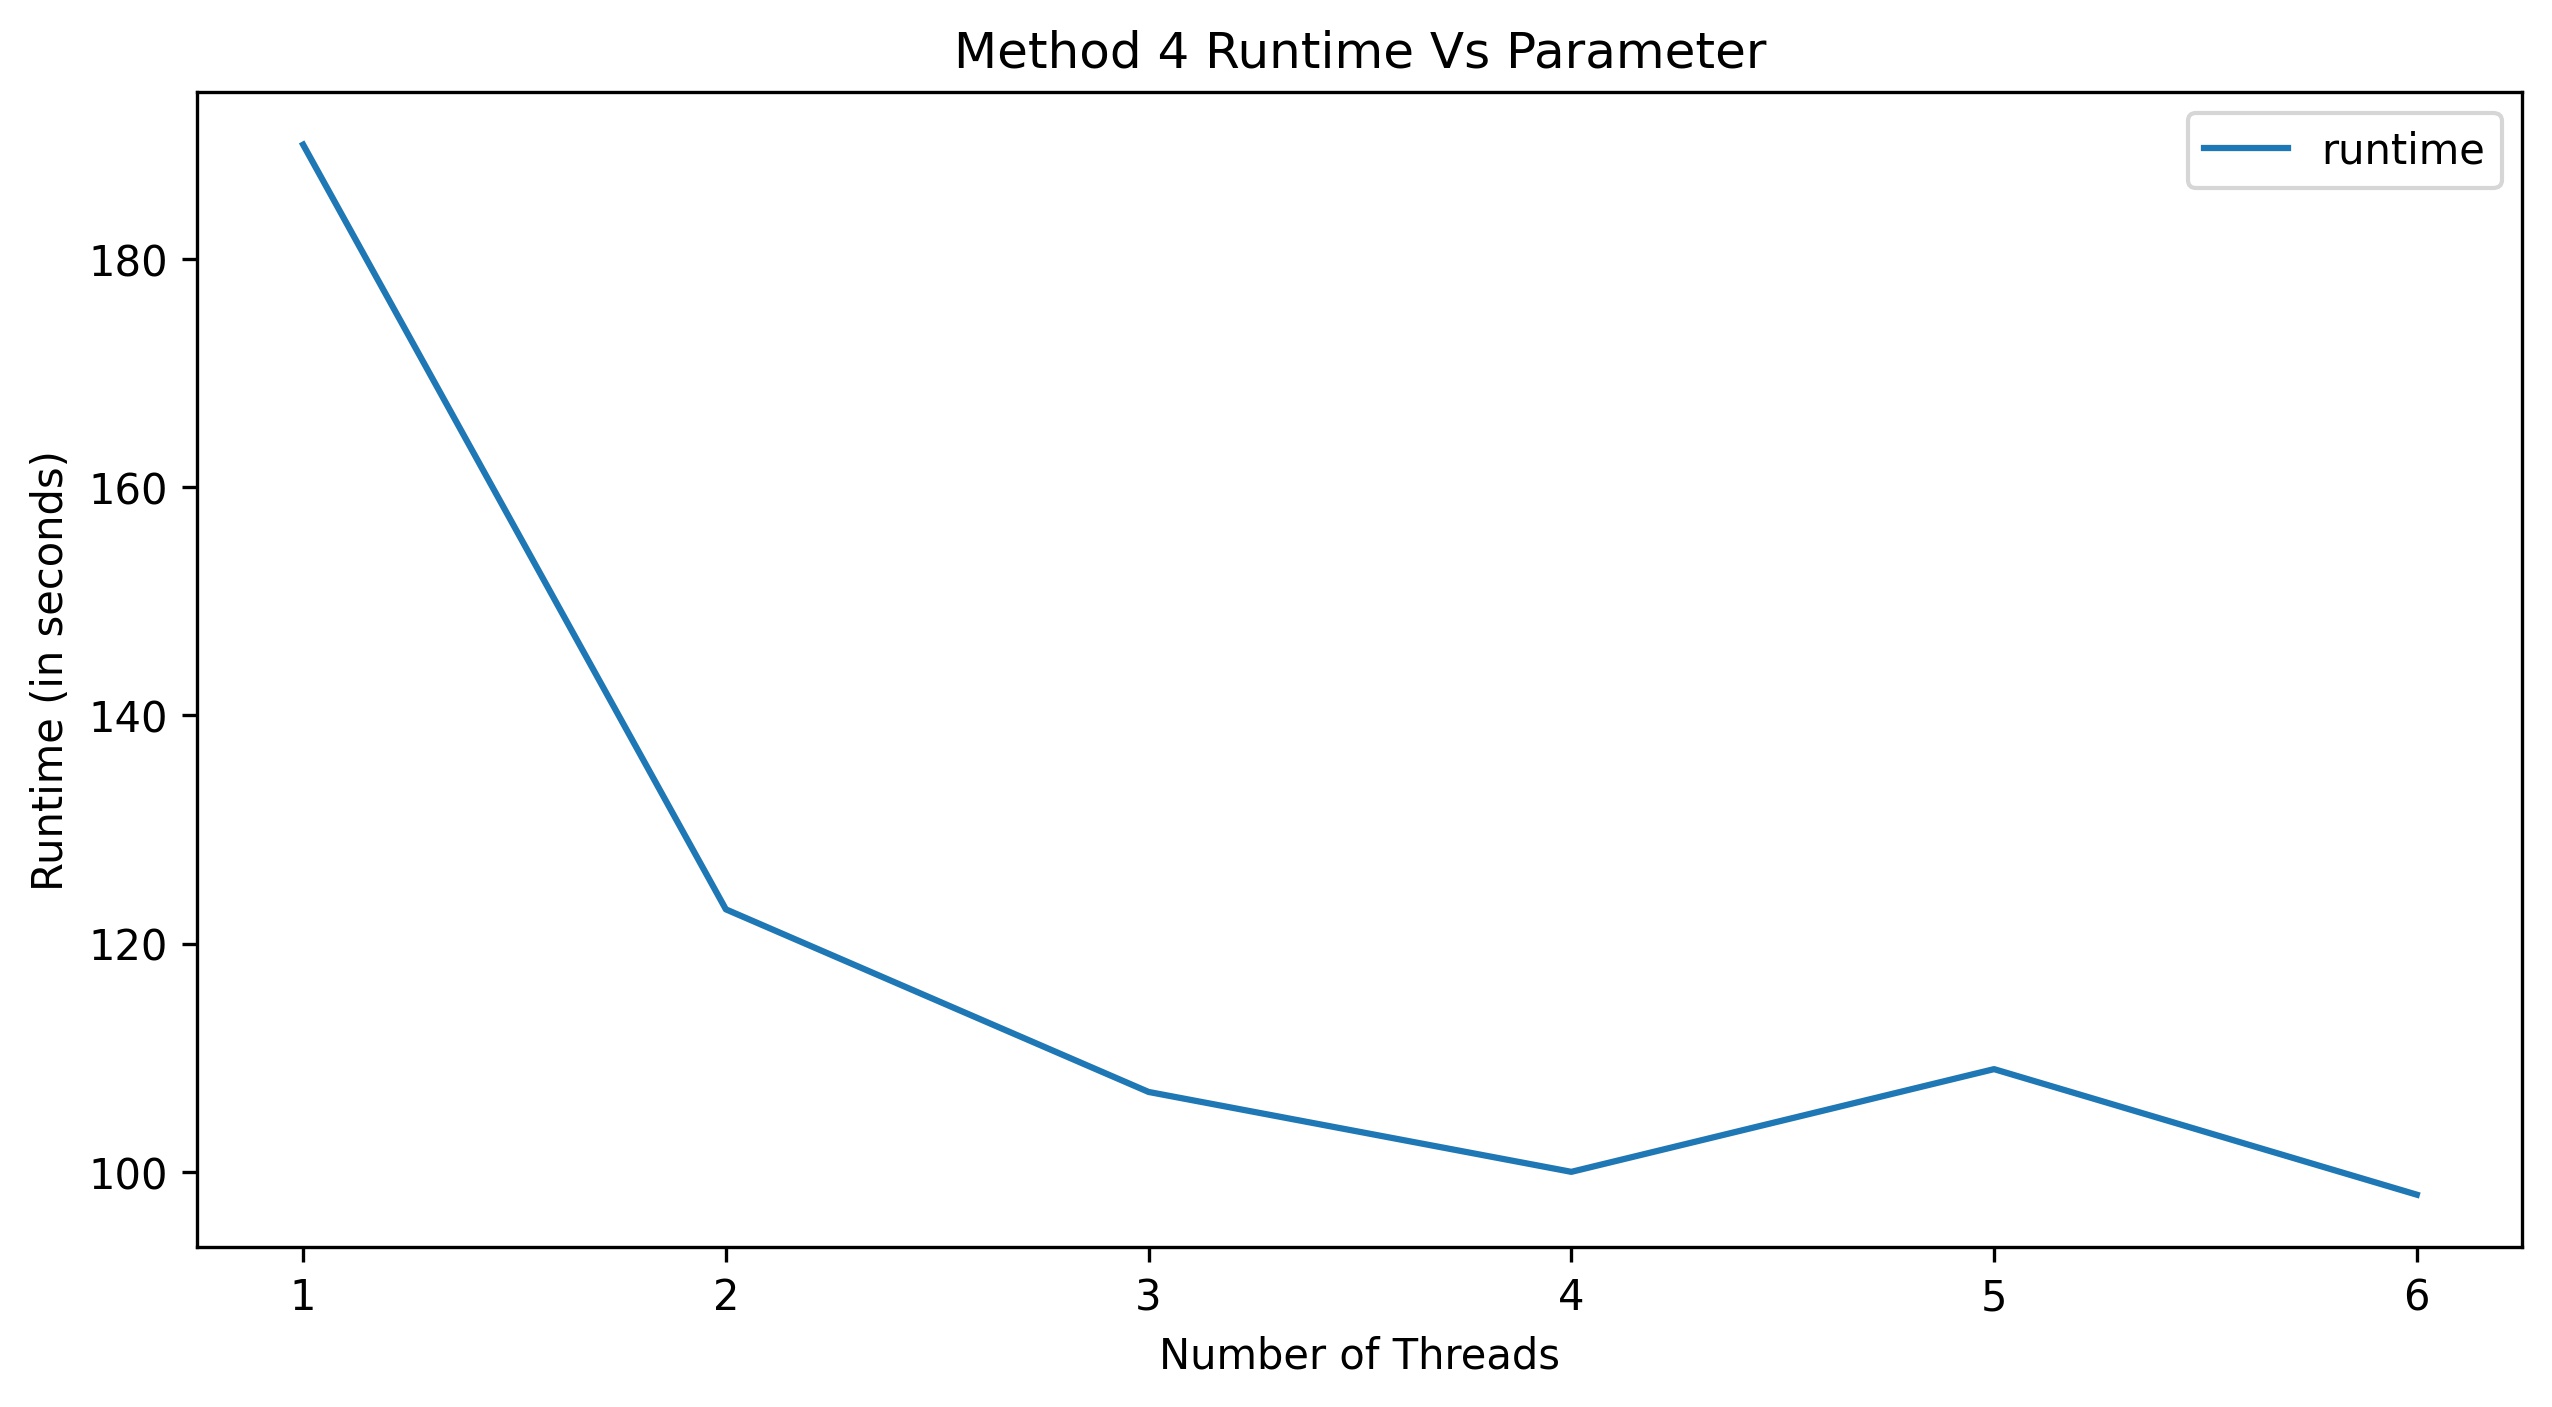 Method 4 Runtime Vs Parameter
runtime
Runtime (in seconds)
180
160
140
120
100
1 2 3 4 5 6
Number of Threads